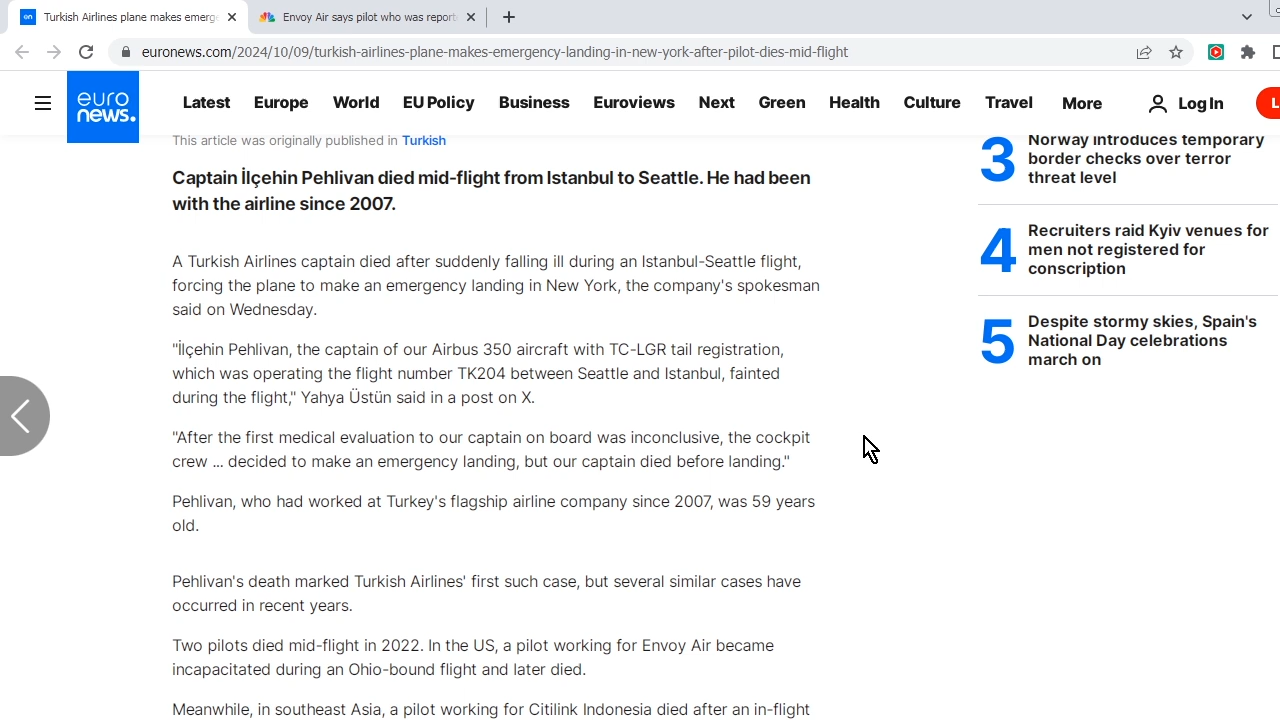 Turkish Airlines plane makes emerge
Envoy Air says pilot who was report
euronews.com/2024/10/09/turkish-airlines-plane-makes-emergency-landing-in-new-york-after-pilot-dies-mid-flight
euro
news.
Latest Europe World EU Policy Business Euroviews Next Green Health Culture Travel More Log In L
This article was originally published in Turkish
Captain İlçehin Pehlivan died mid-flight from Istanbul to Seattle. He had been
with the airline since 2007.
A Turkish Airlines captain died after suddenly falling ill during an Istanbul-Seattle flight,
forcing the plane to make an emergency landing in New York, the company's spokesman
said on Wednesday.
"İlçehin Pehlivan, the captain of our Airbus 350 aircraft with TC-LGR tail registration,
which was operating the flight number TK204 between Seattle and Istanbul, fainted
during the flight," Yahya Üstün said in a post on X.
"After the first medical evaluation to our captain on board was inconclusive, the cockpit
crew ... decided to make an emergency landing, but our captain died before landing."
Pehlivan, who had worked at Turkey's flagship airline company since 2007, was 59 years
old.
Pehlivan's death marked Turkish Airlines' first such case, but several similar cases have
occurred in recent years.
Two pilots died mid-flight in 2022. In the US, a pilot working for Envoy Air became
incapacitated during an Ohio-bound flight and later died.
Meanwhile, in southeast Asia, a pilot working for Citilink Indonesia died after an in-flight
3
Norway introduces temporary
border checks over terror
threat level
4
Recruiters raid Kyiv venues for
men not registered for
conscription
5
Despite stormy skies, Spain's
National Day celebrations
march on